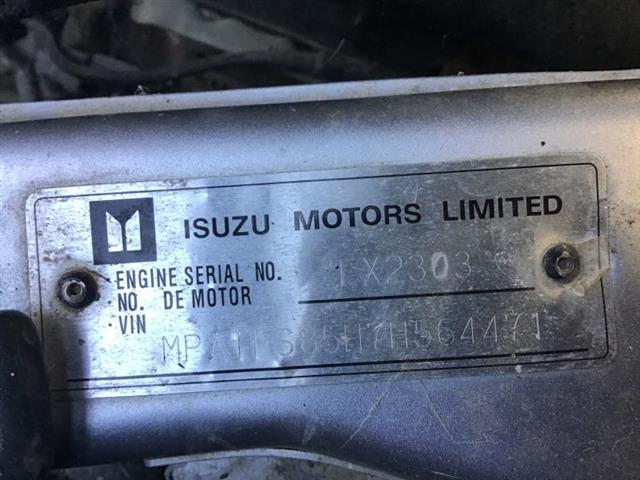 ISUZU MOTORS LIMITED
ENGINE SERIAL NO.
NO. DE MOTOR
VIN